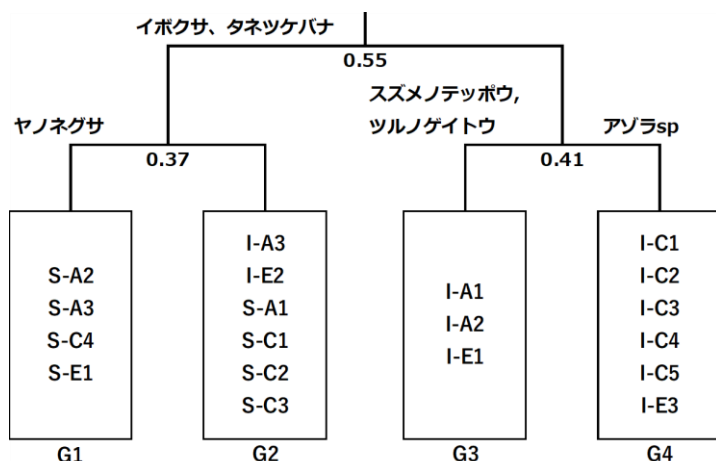 イボクサ、タネツケバナ
0.55
スズメノテッポウ,
ツルノゲイトウ
ヤノネグサ
アゾラsp
0.37
0.41
S-A2
S-A3
S-C4
S-E1
I-A3
I-E2
S-A1
S-C1
S-C2
S-C3
I-A1
I-A2
I-E1
I-C1
I-C2
I-C3
I-C4
I-C5
I-E3
G1
G2
G3
G4